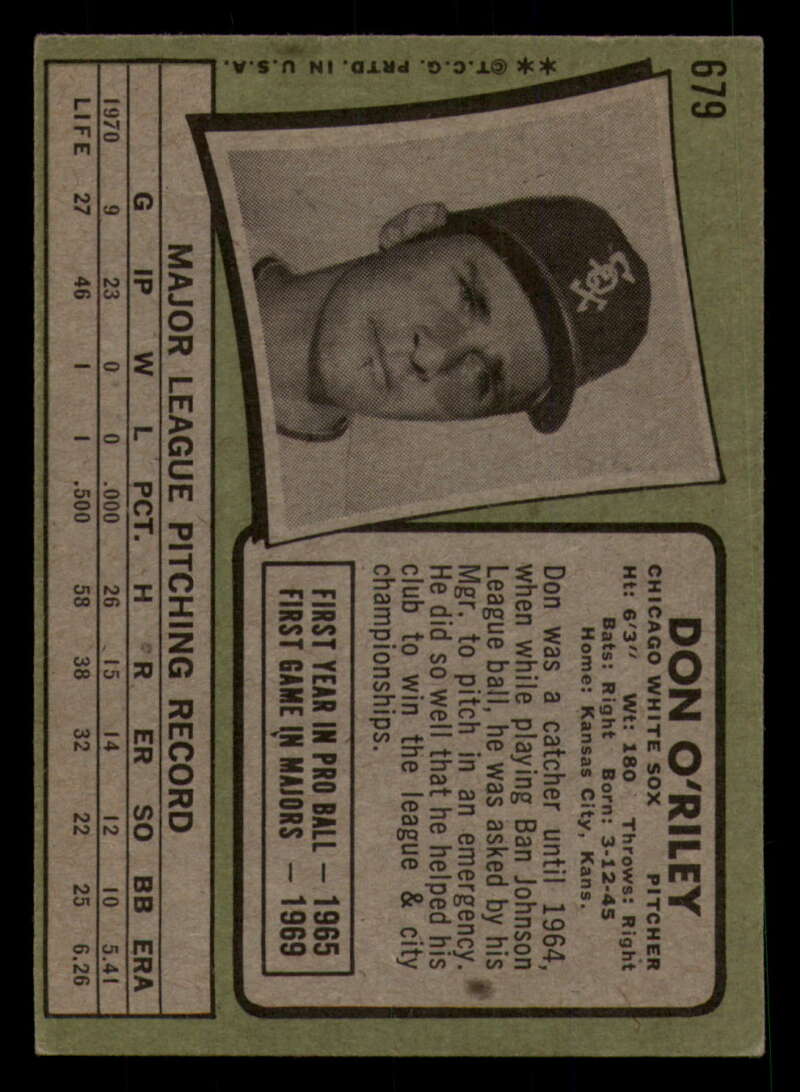 679
**©T.C.G. PRTD. IN U.S.A.
SOX
DON O'RILEY
CHICAGO WHITE SOX PITCHER
Ht: 6'3" Wt: 180 Throws: Right
Bats: Right Born: 3-12-45
Home: Kansas City, Kans.
Don was a catcher until 1964,
when while playing Ban Johnson
League ball, he was asked by his
Mgr. to pitch in an emergency.
He did so well that he helped his
club to win the league & city
championships.
FIRST YEAR IN PRO BALL — 1965
FIRST GAME IN MAJORS — 1969
MAJOR LEAGUE PITCHING RECORD
G IP W L PCT. H R ER SO BB ERA
1970 9 23 0 0 .000 26 15 14 12 10 5.41
LIFE 27 46 1 1 .500 58 38 32 22 25 6.26